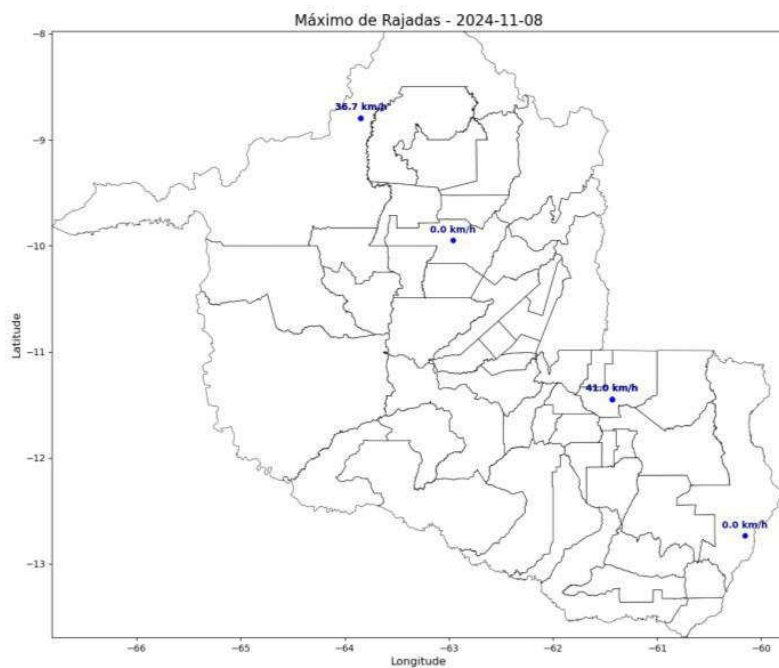 Máximo de Rajadas - 2024-11-08
−8
36.7 km/h
−9
0.0 km/h
−10
Latitude
−11
41.0 km/h
−12
0.0 km/h
−13
−66 −65 −64 −63 −62 −61 −60
Longitude